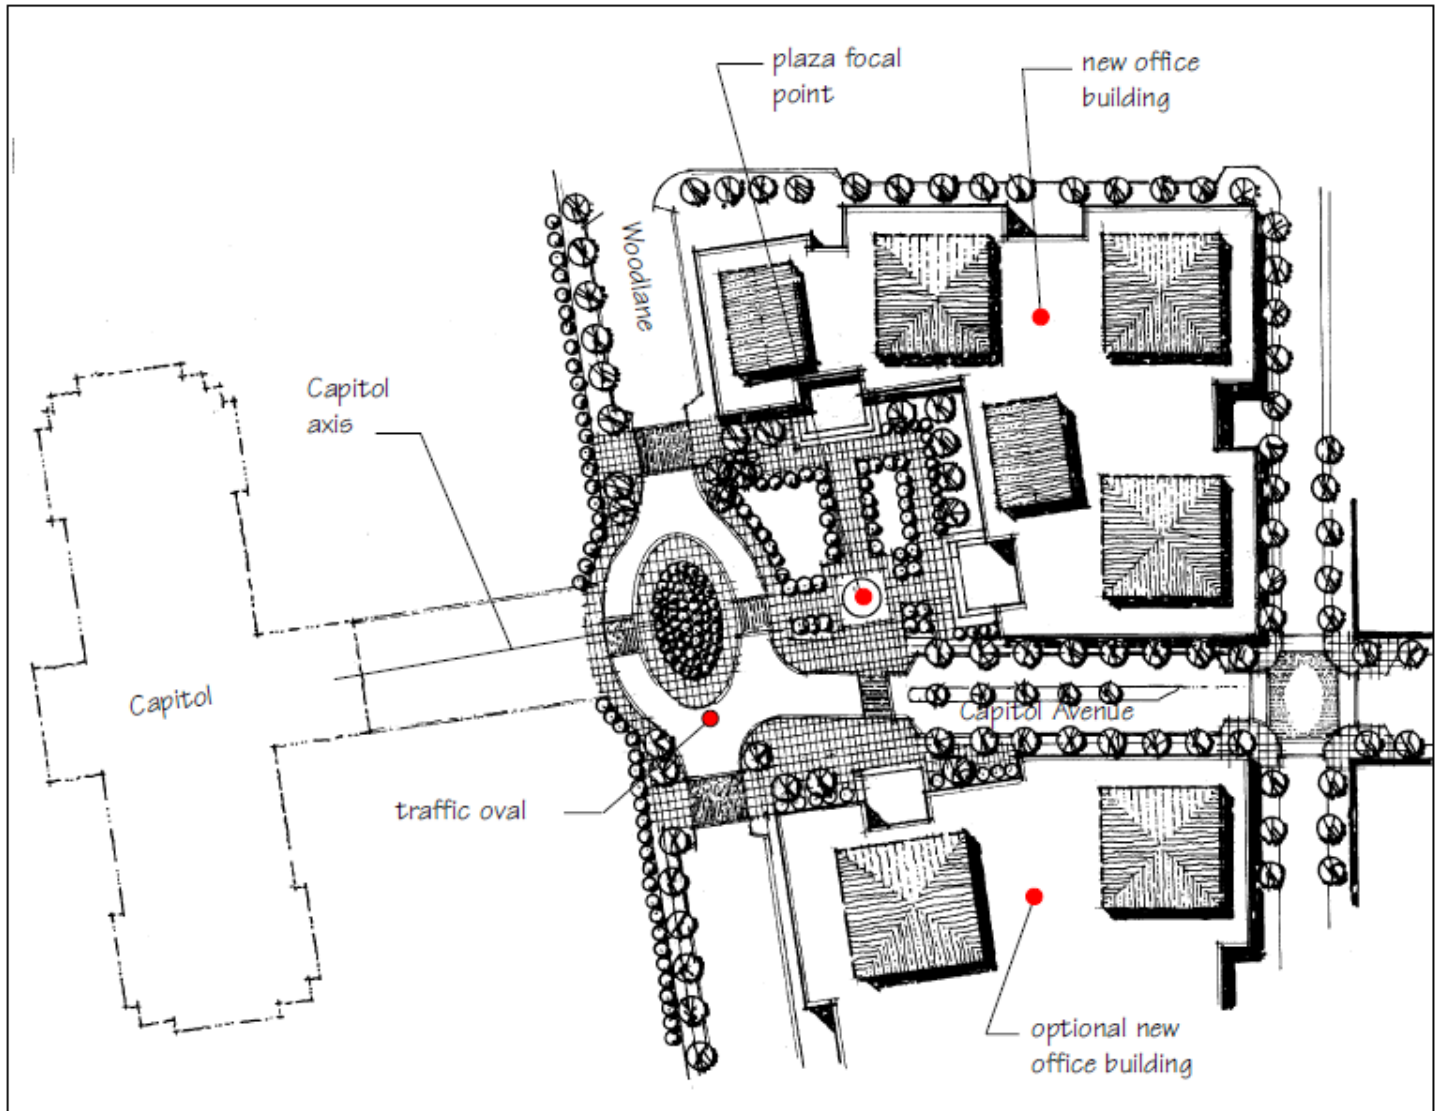 plaza focal
point
new office
building
Woodlane
Capitol
axis
Capitol
Capitol Avenue
traffic oval
optional new
office building